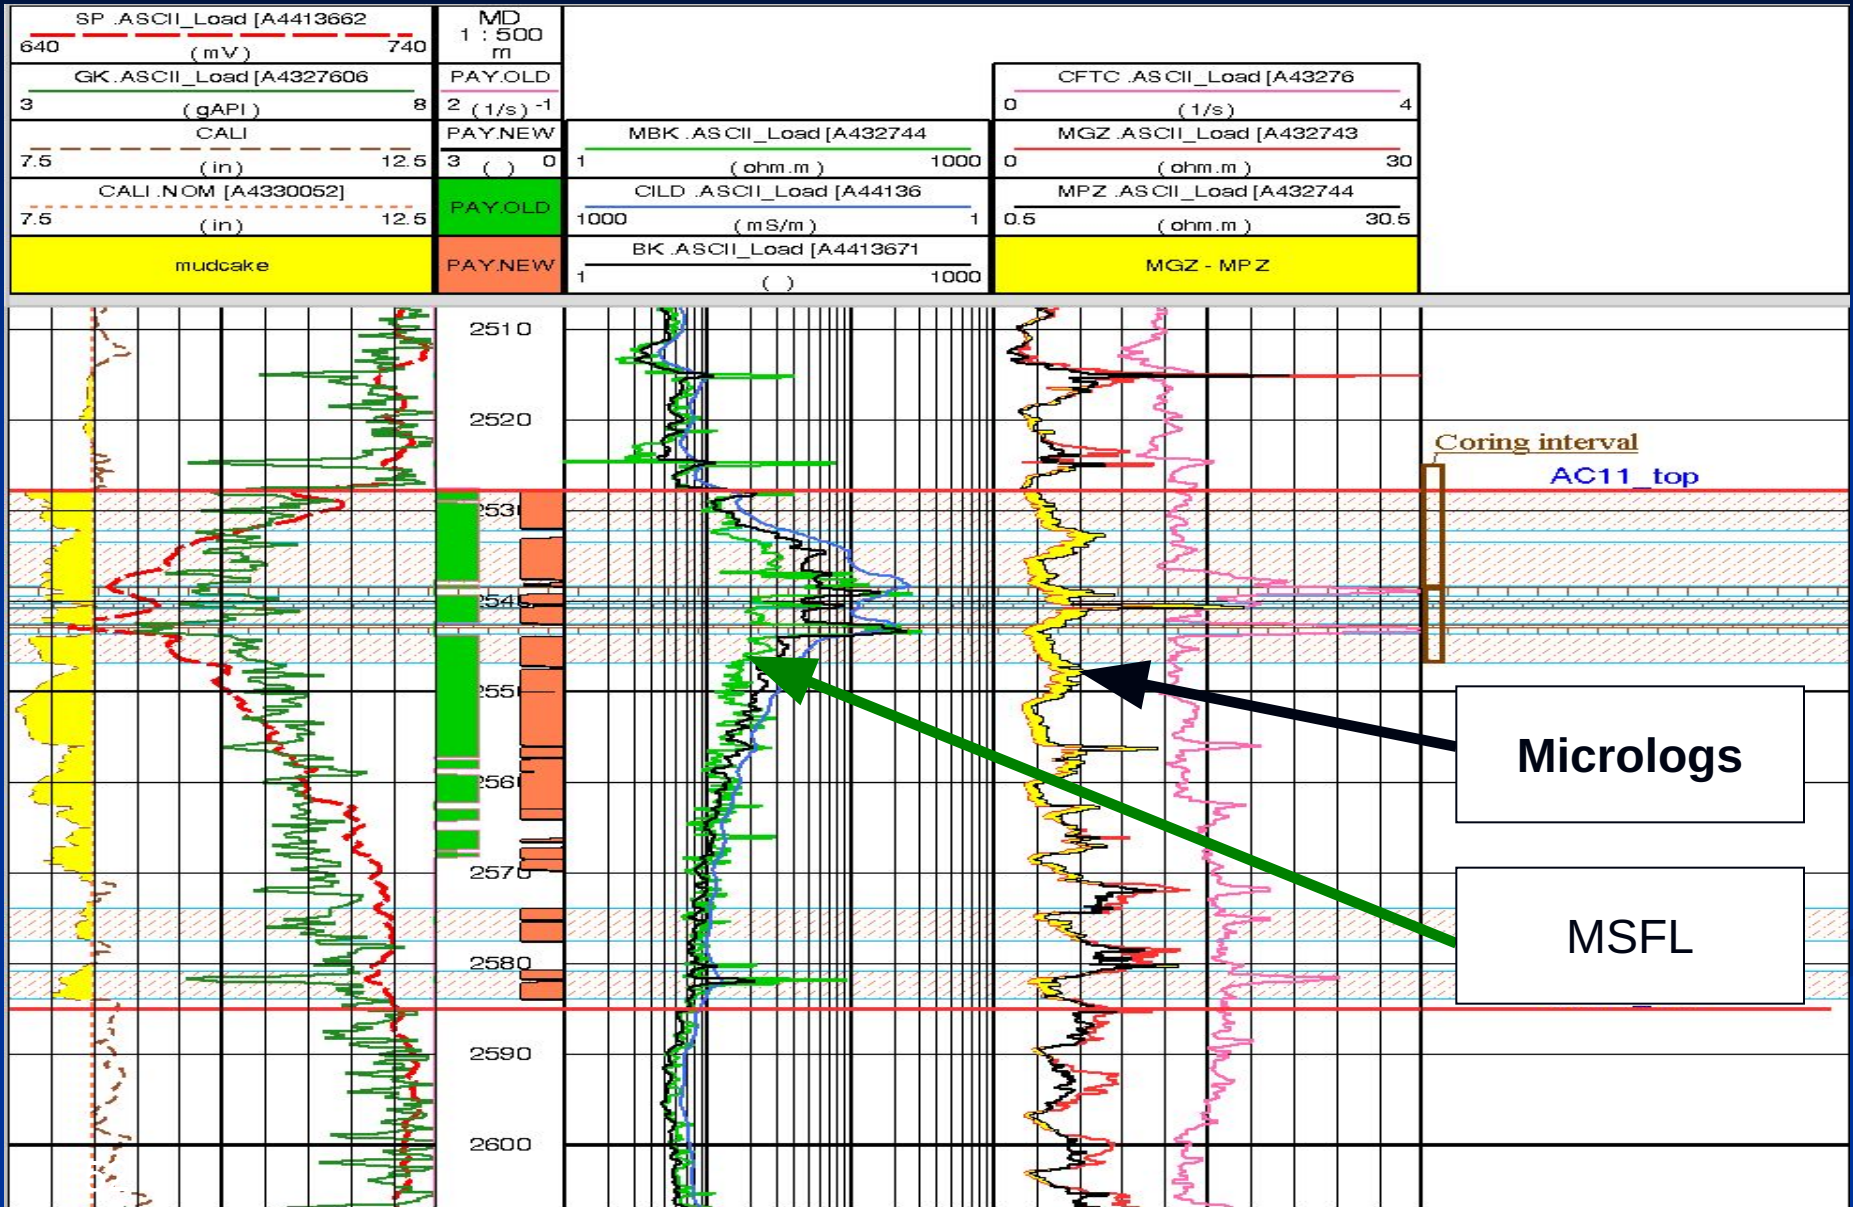 SP .ASCII_Load [A4413662
640 (mV) 740
GK .ASCII_Load [A4327606
3 (gAPI) 8
CALI
7.5 (in) 12.5
CALI.NOM [A4330052]
7.5 (in) 12.5
mudcake
MD
1 : 500
m
PAY.OLD
2 (1/s) -1
PAY.NEW
3 ( ) 0
PAY.OLD
PAY.NEW
MBK .ASCII_Load [A432744
1 (ohm.m) 1000
CILD .ASCII_Load [A44136
1000 (mS/m) 1
BK .ASCII_Load [A4413671
1 ( ) 1000
CFTC .ASCII_Load [A43276
0 (1/s) 4
MGZ .ASCII_Load [A432743
0 (ohm.m) 30
MPZ .ASCII_Load [A432744
0.5 (ohm.m) 30.5
MGZ - MPZ
2510
2520
Coring interval
AC11_top
253
254
255
Micrologs
256
2570
MSFL
2580
2590
2600